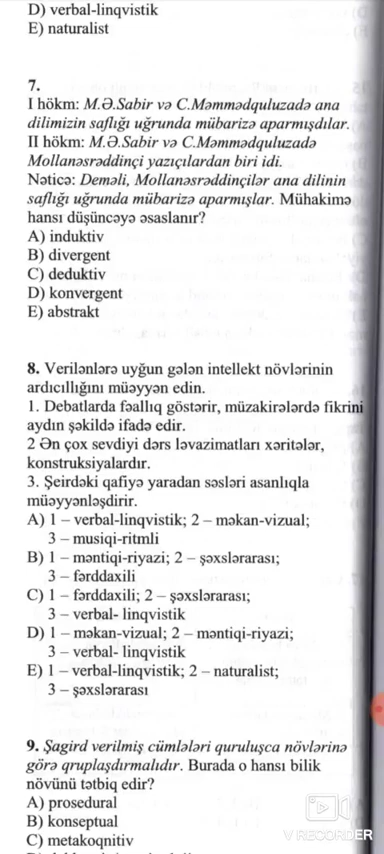 D) verbal-linqvistik
E) naturalist
7.
I hökm: M.Ə.Sabir və C.Məmmədquluzadə ana
dilimizin saflığı uğrunda mübarizə aparmışdılar.
II hökm: M.Ə.Sabir və C.Məmmədquluzadə
Mollanəsrəddinçi yazıçılardan biri idi.
Nəticə: Deməli, Mollanəsrəddinçilər ana dilinin
saflığı uğrunda mübarizə aparmışlar. Mühakimə
hansı düşüncəyə əsaslanır?
A) induktiv
B) divergent
C) deduktiv
D) konvergent
E) abstrakt
8. Verilənlərə uyğun gələn intellekt növlərinin
ardıcıllığını müəyyən edin.
1. Debatlarda fəallıq göstərir, müzakirələrdə fikrini
aydın şəkildə ifadə edir.
2 Ən çox sevdiyi dərs ləvazimatları xəritələr,
konstruksiyalardır.
3. Şeirdəki qafiyə yaradan səsləri asanlıqla
müəyyənləşdirir.
A) 1 – verbal-linqvistik; 2 – məkan-vizual;
3 – musiqi-ritmli
B) 1 – məntiqi-riyazi; 2 – şəxslərarası;
3 – fərddaxili
C) 1 – fərddaxili; 2 – şəxslərarası;
3 – verbal- linqvistik
D) 1 – məkan-vizual; 2 – məntiqi-riyazi;
3 – verbal- linqvistik
E) 1 – verbal-linqvistik; 2 – naturalist;
3 – şəxslərarası
9. Şagird verilmiş cümlələri quruluşca növlərinə
görə qruplaşdırmalıdır. Burada o hansı bilik
növünü tətbiq edir?
A) prosedural
B) konseptual
C) metakoqnitiv
V RECORDER